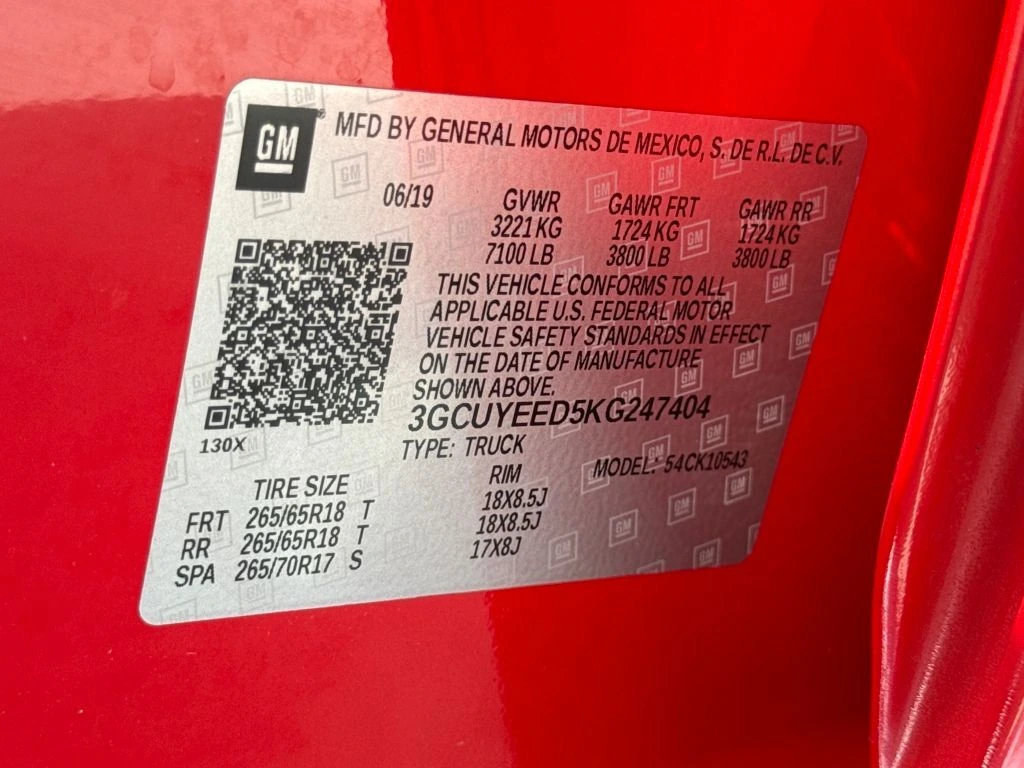 GM MFD BY GENERAL MOTORS DE MEXICO, S. DE R.L. DE C.V.
06/19 GVWR GAWR FRT GAWR RR
3221 KG 1724 KG 1724 KG
7100 LB 3800 LB 3800 LB
THIS VEHICLE CONFORMS TO ALL
APPLICABLE U.S. FEDERAL MOTOR
VEHICLE SAFETY STANDARDS IN EFFECT
ON THE DATE OF MANUFACTURE
SHOWN ABOVE.
3GCUYEED5KG247404
130X
TYPE: TRUCK MODEL: 54CK10543
TIRE SIZE RIM
FRT 265/65R18 T 18X8.5J
RR 265/65R18 T 18X8.5J
SPA 265/70R17 S 17X8J